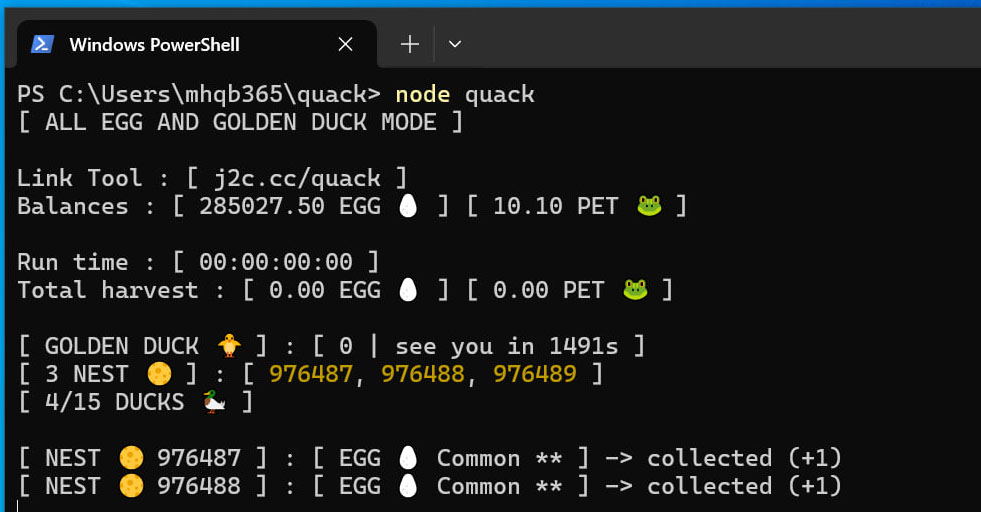 Windows PowerShell
PS C:\Users\mhqb365\quack> node quack
[ ALL EGG AND GOLDEN DUCK MODE ]
Link Tool : [ j2c.cc/quack ]
Balances : [ 285027.50 EGG 🥚 ] [ 10.10 PET 🐸 ]
Run time : [ 00:00:00:00 ]
Total harvest : [ 0.00 EGG 🥚 ] [ 0.00 PET 🐸 ]
[ GOLDEN DUCK 🐥 ] : [ 0 | see you in 1491s ]
[ 3 NEST 🌕 ] : [ 976487, 976488, 976489 ]
[ 4/15 DUCKS 🦆 ]
[ NEST 🌕 976487 ] : [ EGG 🥚 Common ** ] -> collected (+1)
[ NEST 🌕 976488 ] : [ EGG 🥚 Common ** ] -> collected (+1)